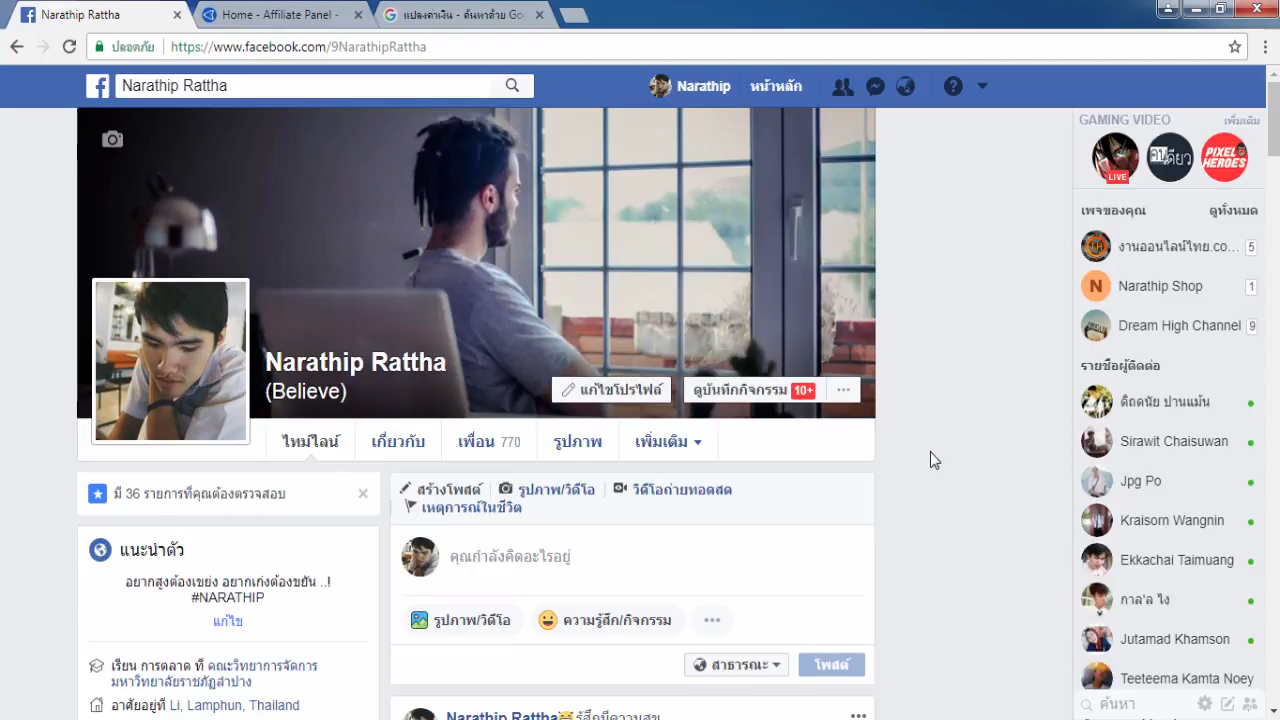 Narathip Rattha
Home - Affiliate Panel -
แปลงค่าเงิน - ค้นหาด้วย Go
ปลอดภัย
https://www.facebook.com/9NarathipRattha
Narathip Rattha
Narathip
หน้าหลัก
Narathip Rattha
(Believe)
แก้ไขโปรไฟล์
ดูบันทึกกิจกรรม 10+
ไทม์ไลน์
เกี่ยวกับ
เพื่อน 770
รูปภาพ
เพิ่มเติม
มี 36 รายการที่คุณต้องตรวจสอบ
แนะนำตัว
อยากสูงต้องเขย่ง อยากเก่งต้องขยัน ..!
#NARATHIP
แก้ไข
เรียน การตลาด ที่ คณะวิทยาการจัดการ
มหาวิทยาลัยราชภัฏลำปาง
อาศัยอยู่ที่ Li, Lamphun, Thailand
สร้างโพสต์
รูปภาพ/วิดีโอ
วิดีโอถ่ายทอดสด
เหตุการณ์ในชีวิต
คุณกำลังคิดอะไรอยู่
รูปภาพ/วิดีโอ
ความรู้สึก/กิจกรรม
สาธารณะ
โพสต์
Narathip Rattha รู้สึกมีความสุข
GAMING VIDEO
เพิ่มเติม
LIVE
คนเดียว
PIXEL
HEROES
เพจของคุณ
ดูทั้งหมด
งานออนไลน์ไทย.co... 5
N Narathip Shop 1
DREAM Dream High Channel 9
รายชื่อผู้ติดต่อ
Sirawit Chaisuwan
Jpg Po
Kraisorn Wangnin
Ekkachai Taimuang
กาล'ล ไง
Jutamad Khamson
Teeteema Kamta Noey
ค้นหา